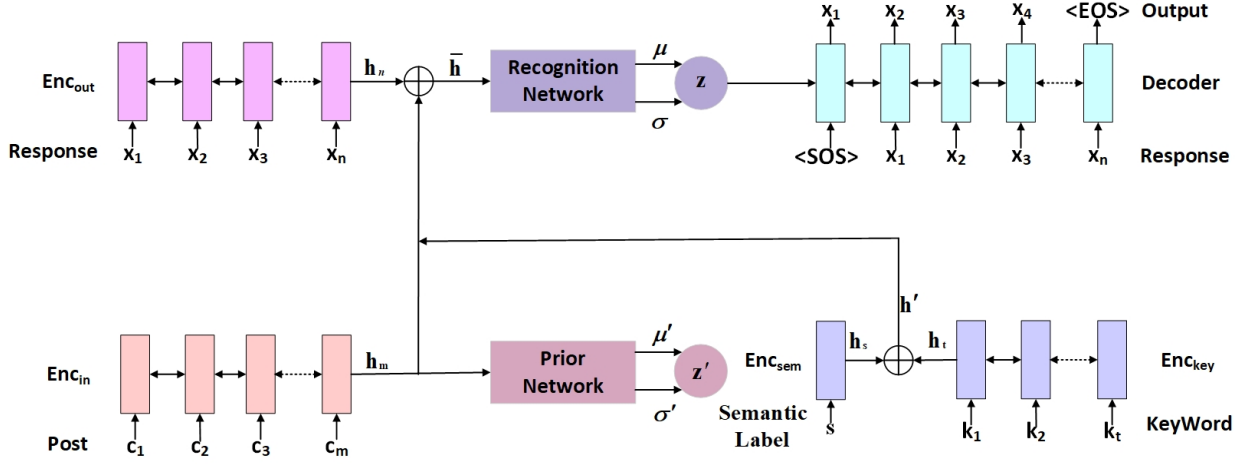 x₁ x₂ x₃ x₄ <EOS> Output
Encout hₙ h̅ Recognition Network μ σ z Decoder
Response x₁ x₂ x₃ xₙ <SOS> x₁ x₂ x₃ xₙ Response
h′
Encin hₘ Prior Network μ′ σ′ z′ Encsem hₛ hₜ Enckey
Semantic Label
Post c₁ c₂ c₃ cₘ s k₁ k₂ kₜ KeyWord